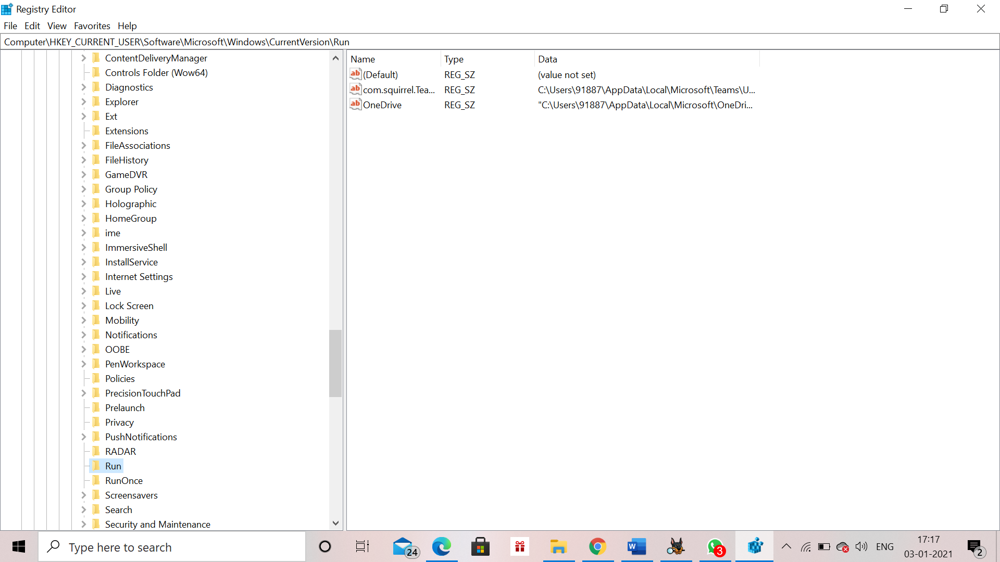 Registry Editor
File Edit View Favorites Help
Computer\HKEY_CURRENT_USER\Software\Microsoft\Windows\CurrentVersion\Run
ContentDeliveryManager
Controls Folder (Wow64)
Diagnostics
Explorer
Ext
Extensions
FileAssociations
FileHistory
GameDVR
Group Policy
Holographic
HomeGroup
ime
ImmersiveShell
InstallService
Internet Settings
Live
Lock Screen
Mobility
Notifications
OOBE
PenWorkspace
Policies
PrecisionTouchPad
Prelaunch
Privacy
PushNotifications
RADAR
Run
RunOnce
Screensavers
Search
Security and Maintenance
Name Type Data
ab (Default) REG_SZ (value not set)
ab com.squirrel.Tea... REG_SZ C:\Users\91887\AppData\Local\Microsoft\Teams\U...
ab OneDrive REG_SZ "C:\Users\91887\AppData\Local\Microsoft\OneDri...
Type here to search
24
W
3
ENG
17:17
03-01-2021
2